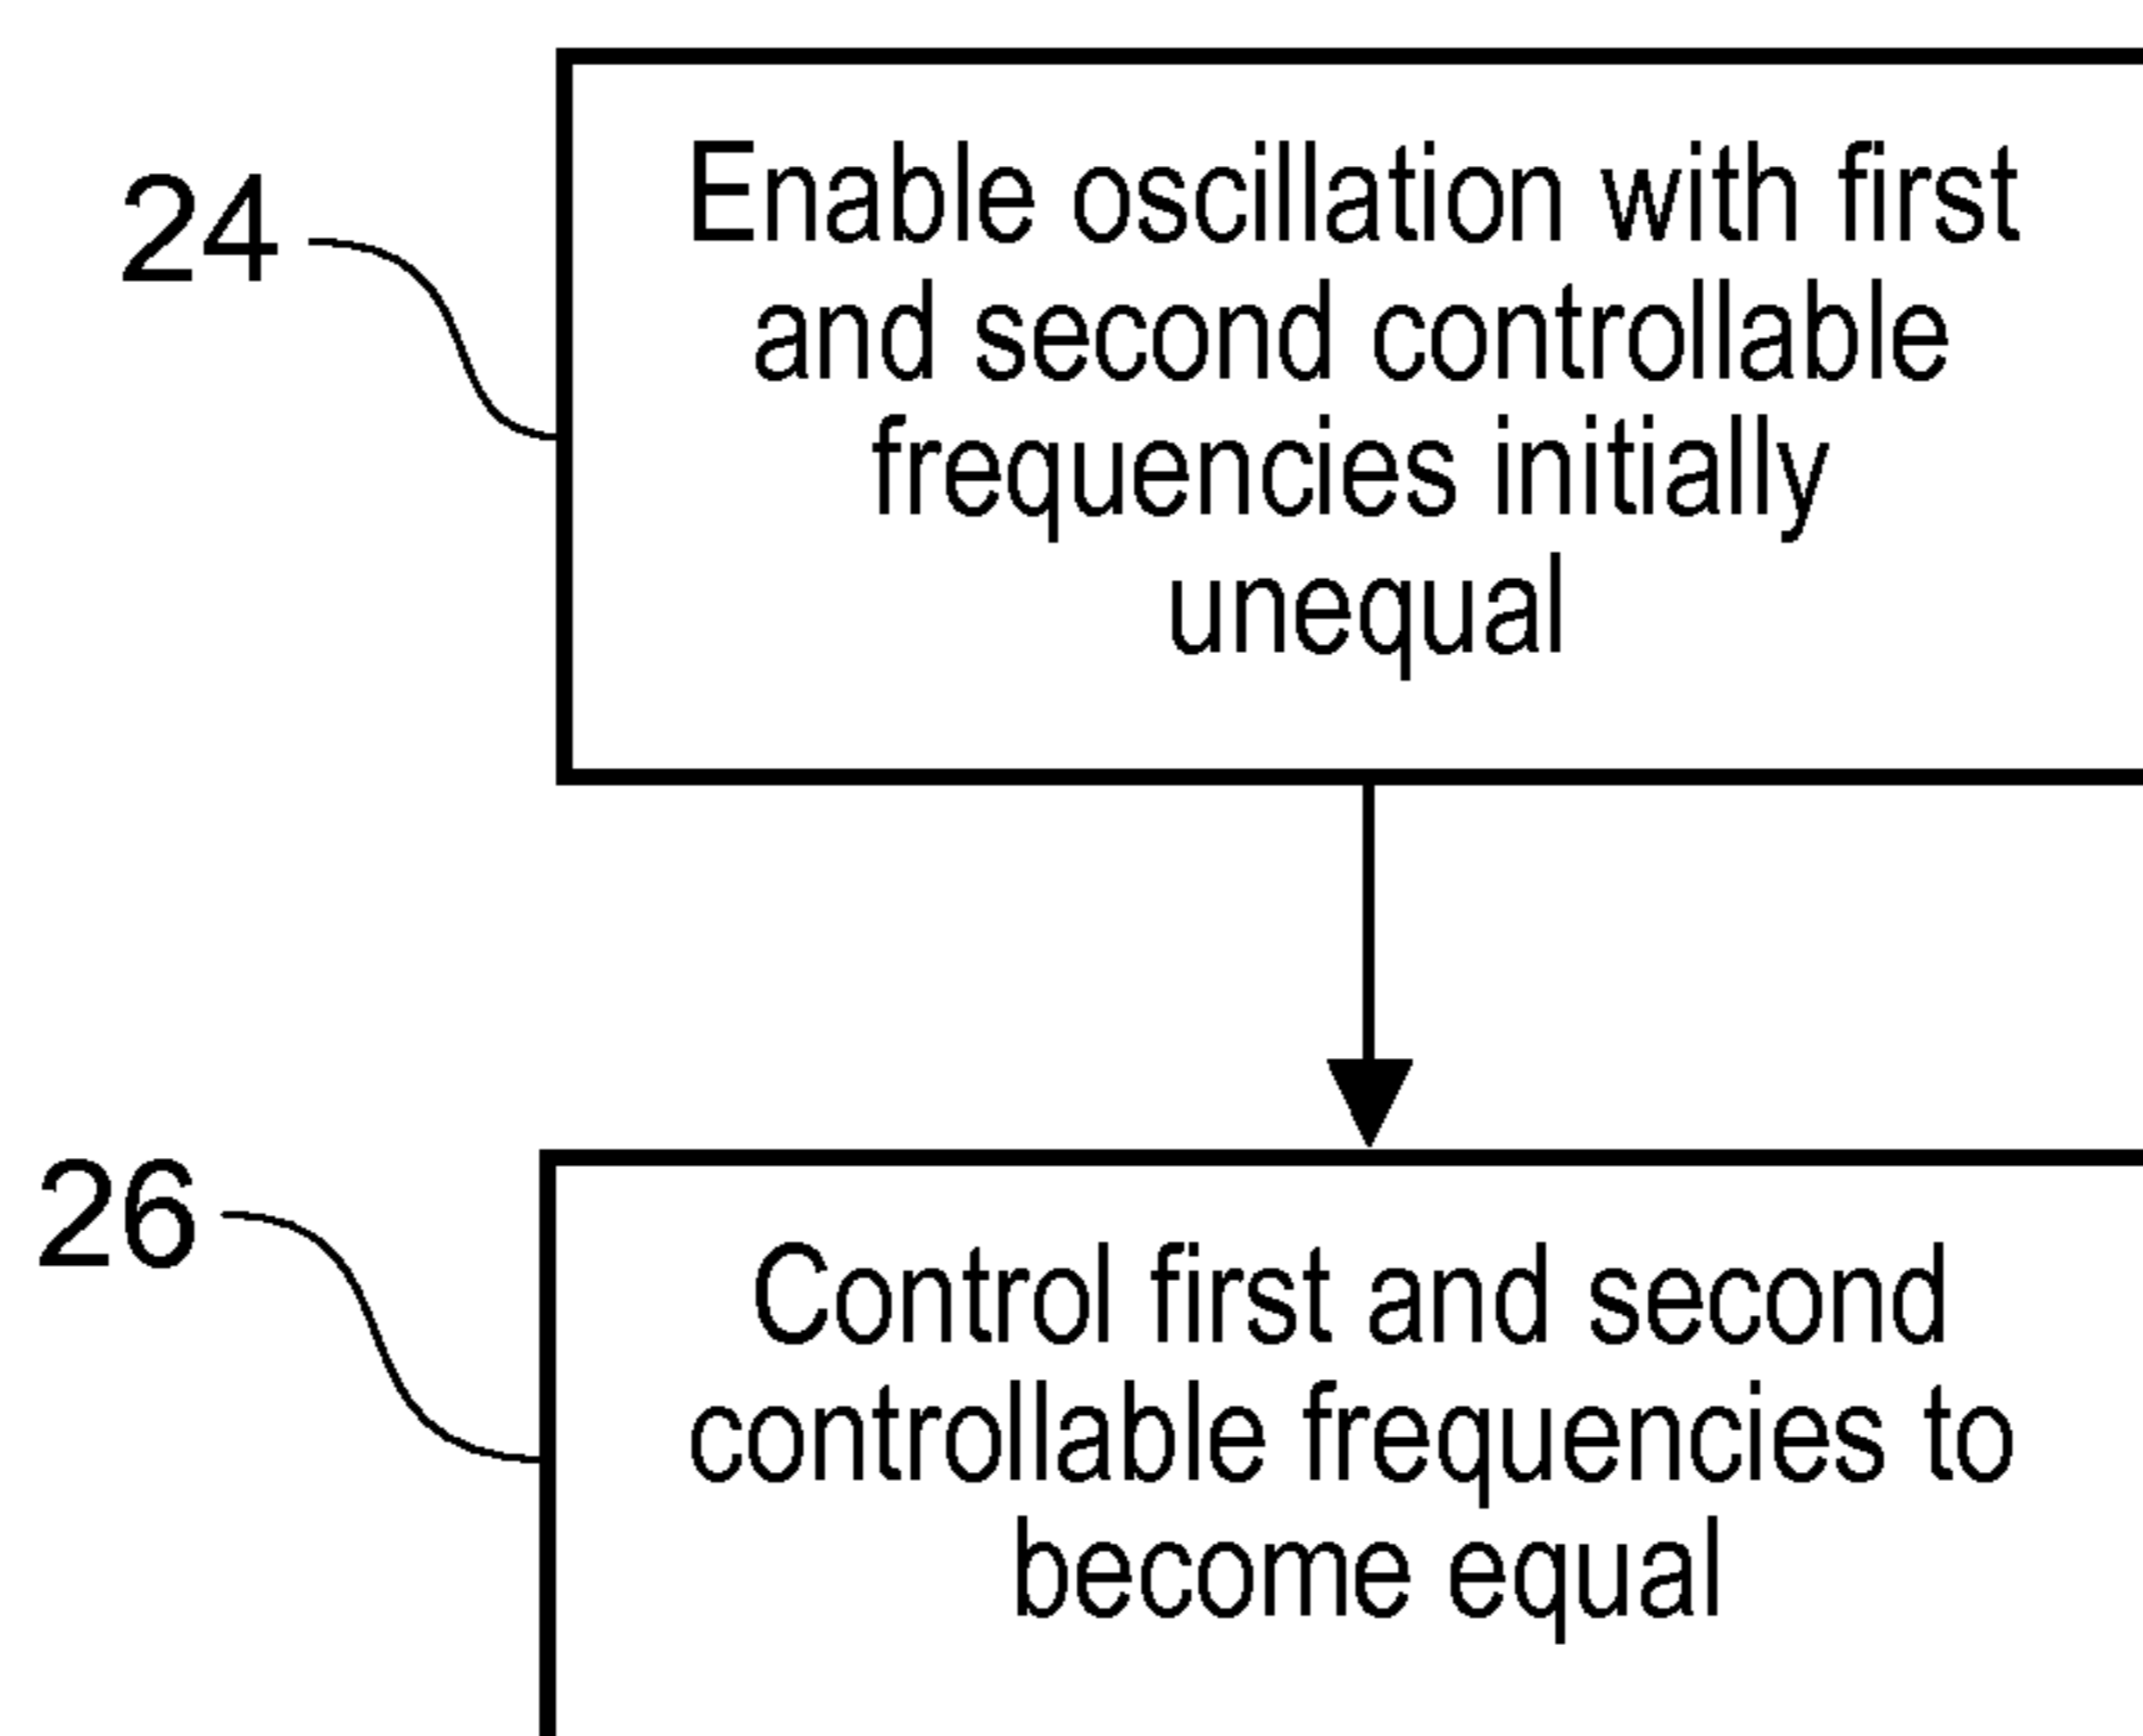 24
Enable oscillation with first
and second controllable
frequencies initially
unequal
26
Control first and second
controllable frequencies to
become equal